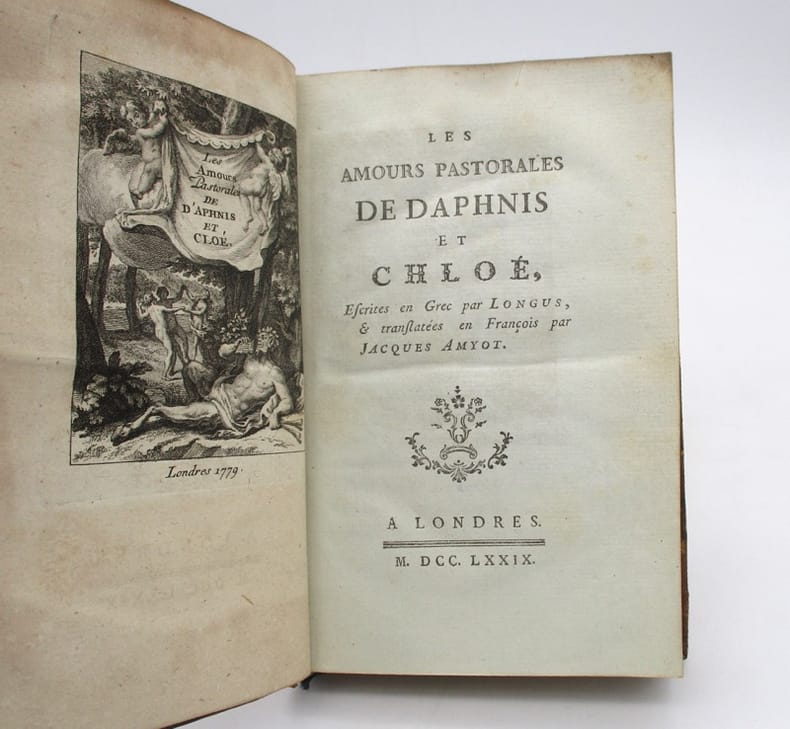 Les
Amours
Pastorales
DE
D'APHNIS
ET
CLOÉ.
Londres 1779.
LES
AMOURS PASTORALES
DE DAPHNIS
ET
CHLOÉ,
Escrites en Grec par LONGUS,
& translatées en François par
JACQUES AMYOT.
A LONDRES.
M. DCC. LXXIX.